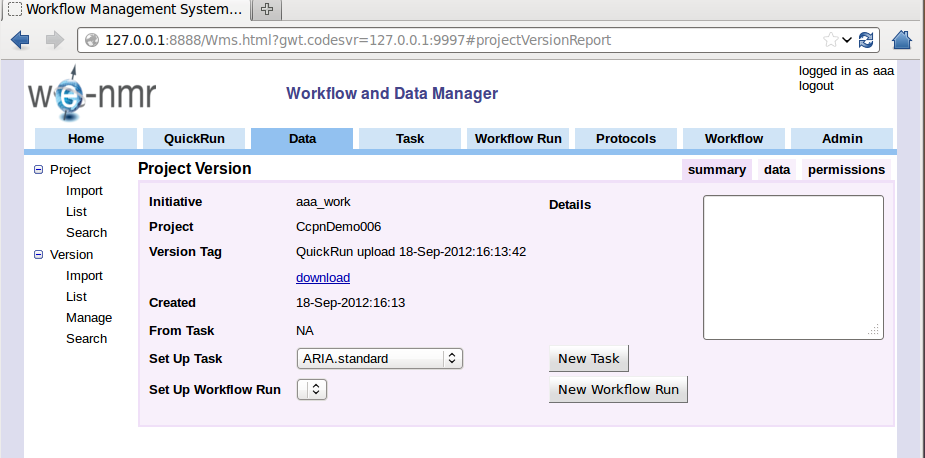 Workflow Management System...
127.0.0.1:8888/Wms.html?gwt.codesvr=127.0.0.1:9997#projectVersionReport
we-nmr
Workflow and Data Manager
logged in as aaa
logout
Home QuickRun Data Task Workflow Run Protocols Workflow Admin
Project
Import
List
Search
Version
Import
List
Manage
Search
Project Version
summary data permissions
Initiative aaa_work Details
Project CcpnDemo006
Version Tag QuickRun upload 18-Sep-2012:16:13:42
download
Created 18-Sep-2012:16:13
From Task NA
Set Up Task ARIA.standard New Task
Set Up Workflow Run New Workflow Run